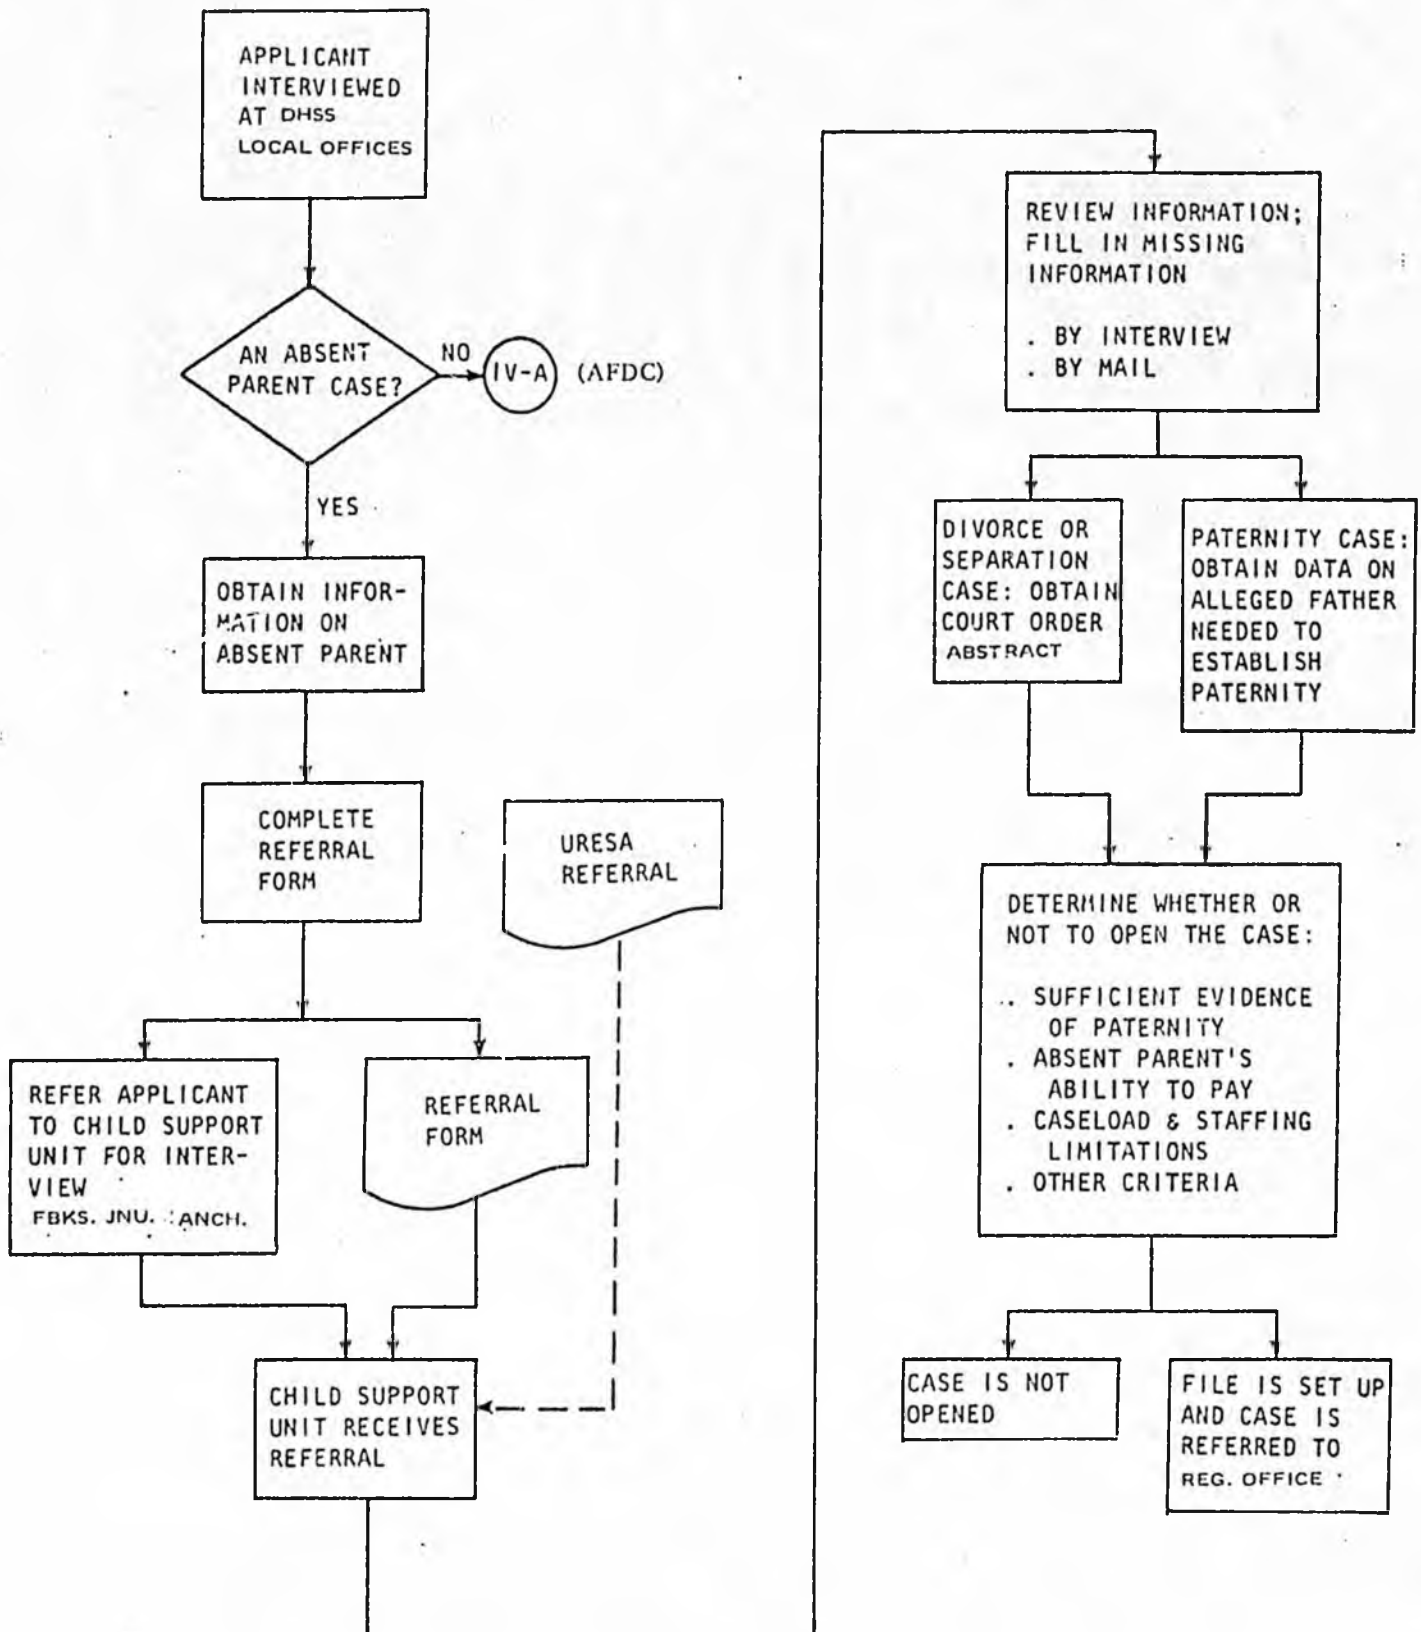 APPLICANT
INTERVIEWED
AT DHSS
LOCAL OFFICES
AN ABSENT
PARENT CASE?
NO
IV-A
(AFDC)
YES
OBTAIN INFOR-
MATION ON
ABSENT PARENT
COMPLETE
REFERRAL
FORM
URESA
REFERRAL
REFER APPLICANT
TO CHILD SUPPORT
UNIT FOR INTER-
VIEW
FBKS. JNU. ANCH.
REFERRAL
FORM
CHILD SUPPORT
UNIT RECEIVES
REFERRAL
REVIEW INFORMATION;
FILL IN MISSING
INFORMATION
. BY INTERVIEW
. BY MAIL
DIVORCE OR
SEPARATION
CASE: OBTAIN
COURT ORDER
ABSTRACT
PATERNITY CASE:
OBTAIN DATA ON
ALLEGED FATHER
NEEDED TO
ESTABLISH
PATERNITY
DETERMINE WHETHER OR
NOT TO OPEN THE CASE:
. SUFFICIENT EVIDENCE
OF PATERNITY
. ABSENT PARENT'S
ABILITY TO PAY
. CASELOAD & STAFFING
LIMITATIONS
. OTHER CRITERIA
CASE IS NOT
OPENED
FILE IS SET UP
AND CASE IS
REFERRED TO
REG. OFFICE